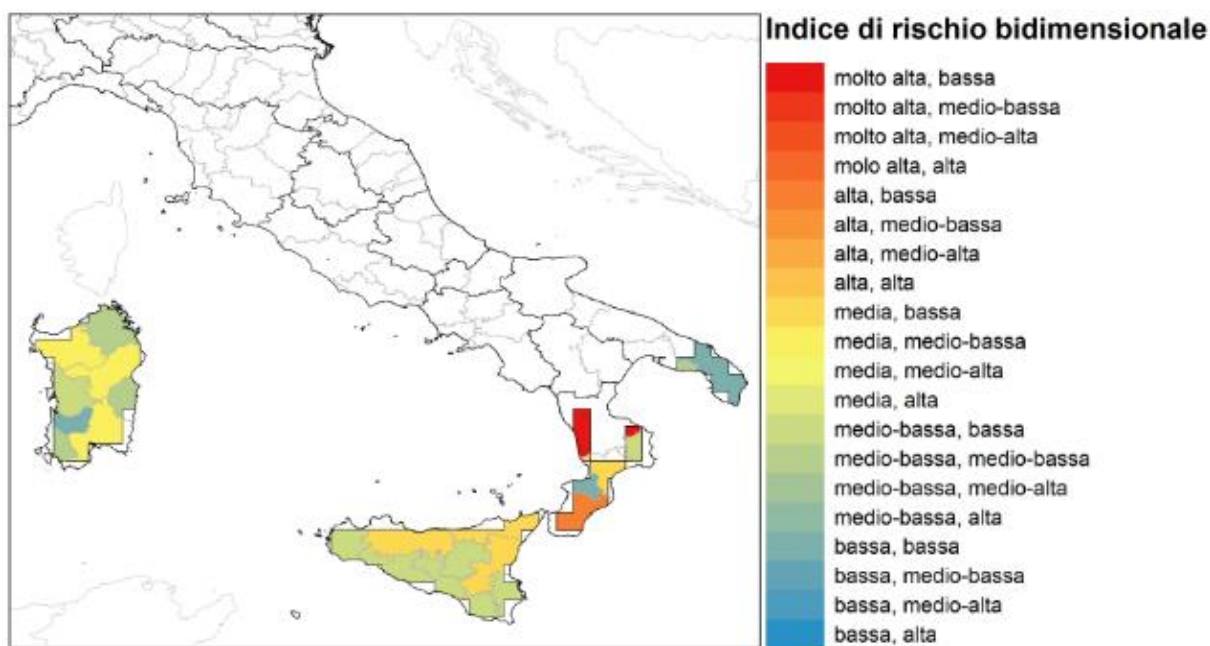 Indice di rischio bidimensionale
molto alta, bassa
molto alta, medio-bassa
molto alta, medio-alta
molo alta, alta
alta, bassa
alta, medio-bassa
alta, medio-alta
alta, alta
media, bassa
media, medio-bassa
media, medio-alta
media, alta
medio-bassa, bassa
medio-bassa, medio-bassa
medio-bassa, medio-alta
medio-bassa, alta
bassa, bassa
bassa, medio-bassa
bassa, medio-alta
bassa, alta